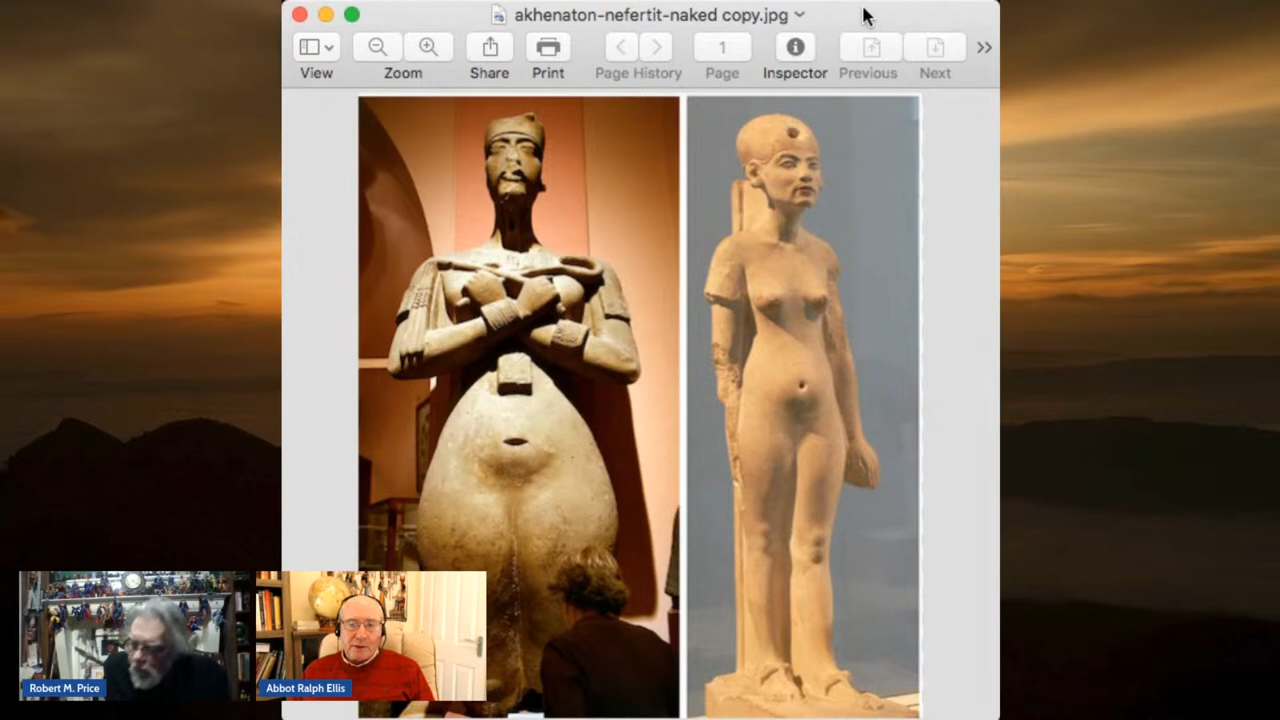 akhenaton-nefertit-naked copy.jpg
1
View
Zoom
Share
Print
Page History
Page
Inspector
Previous
Next
Robert M. Price
Abbot Ralph Ellis